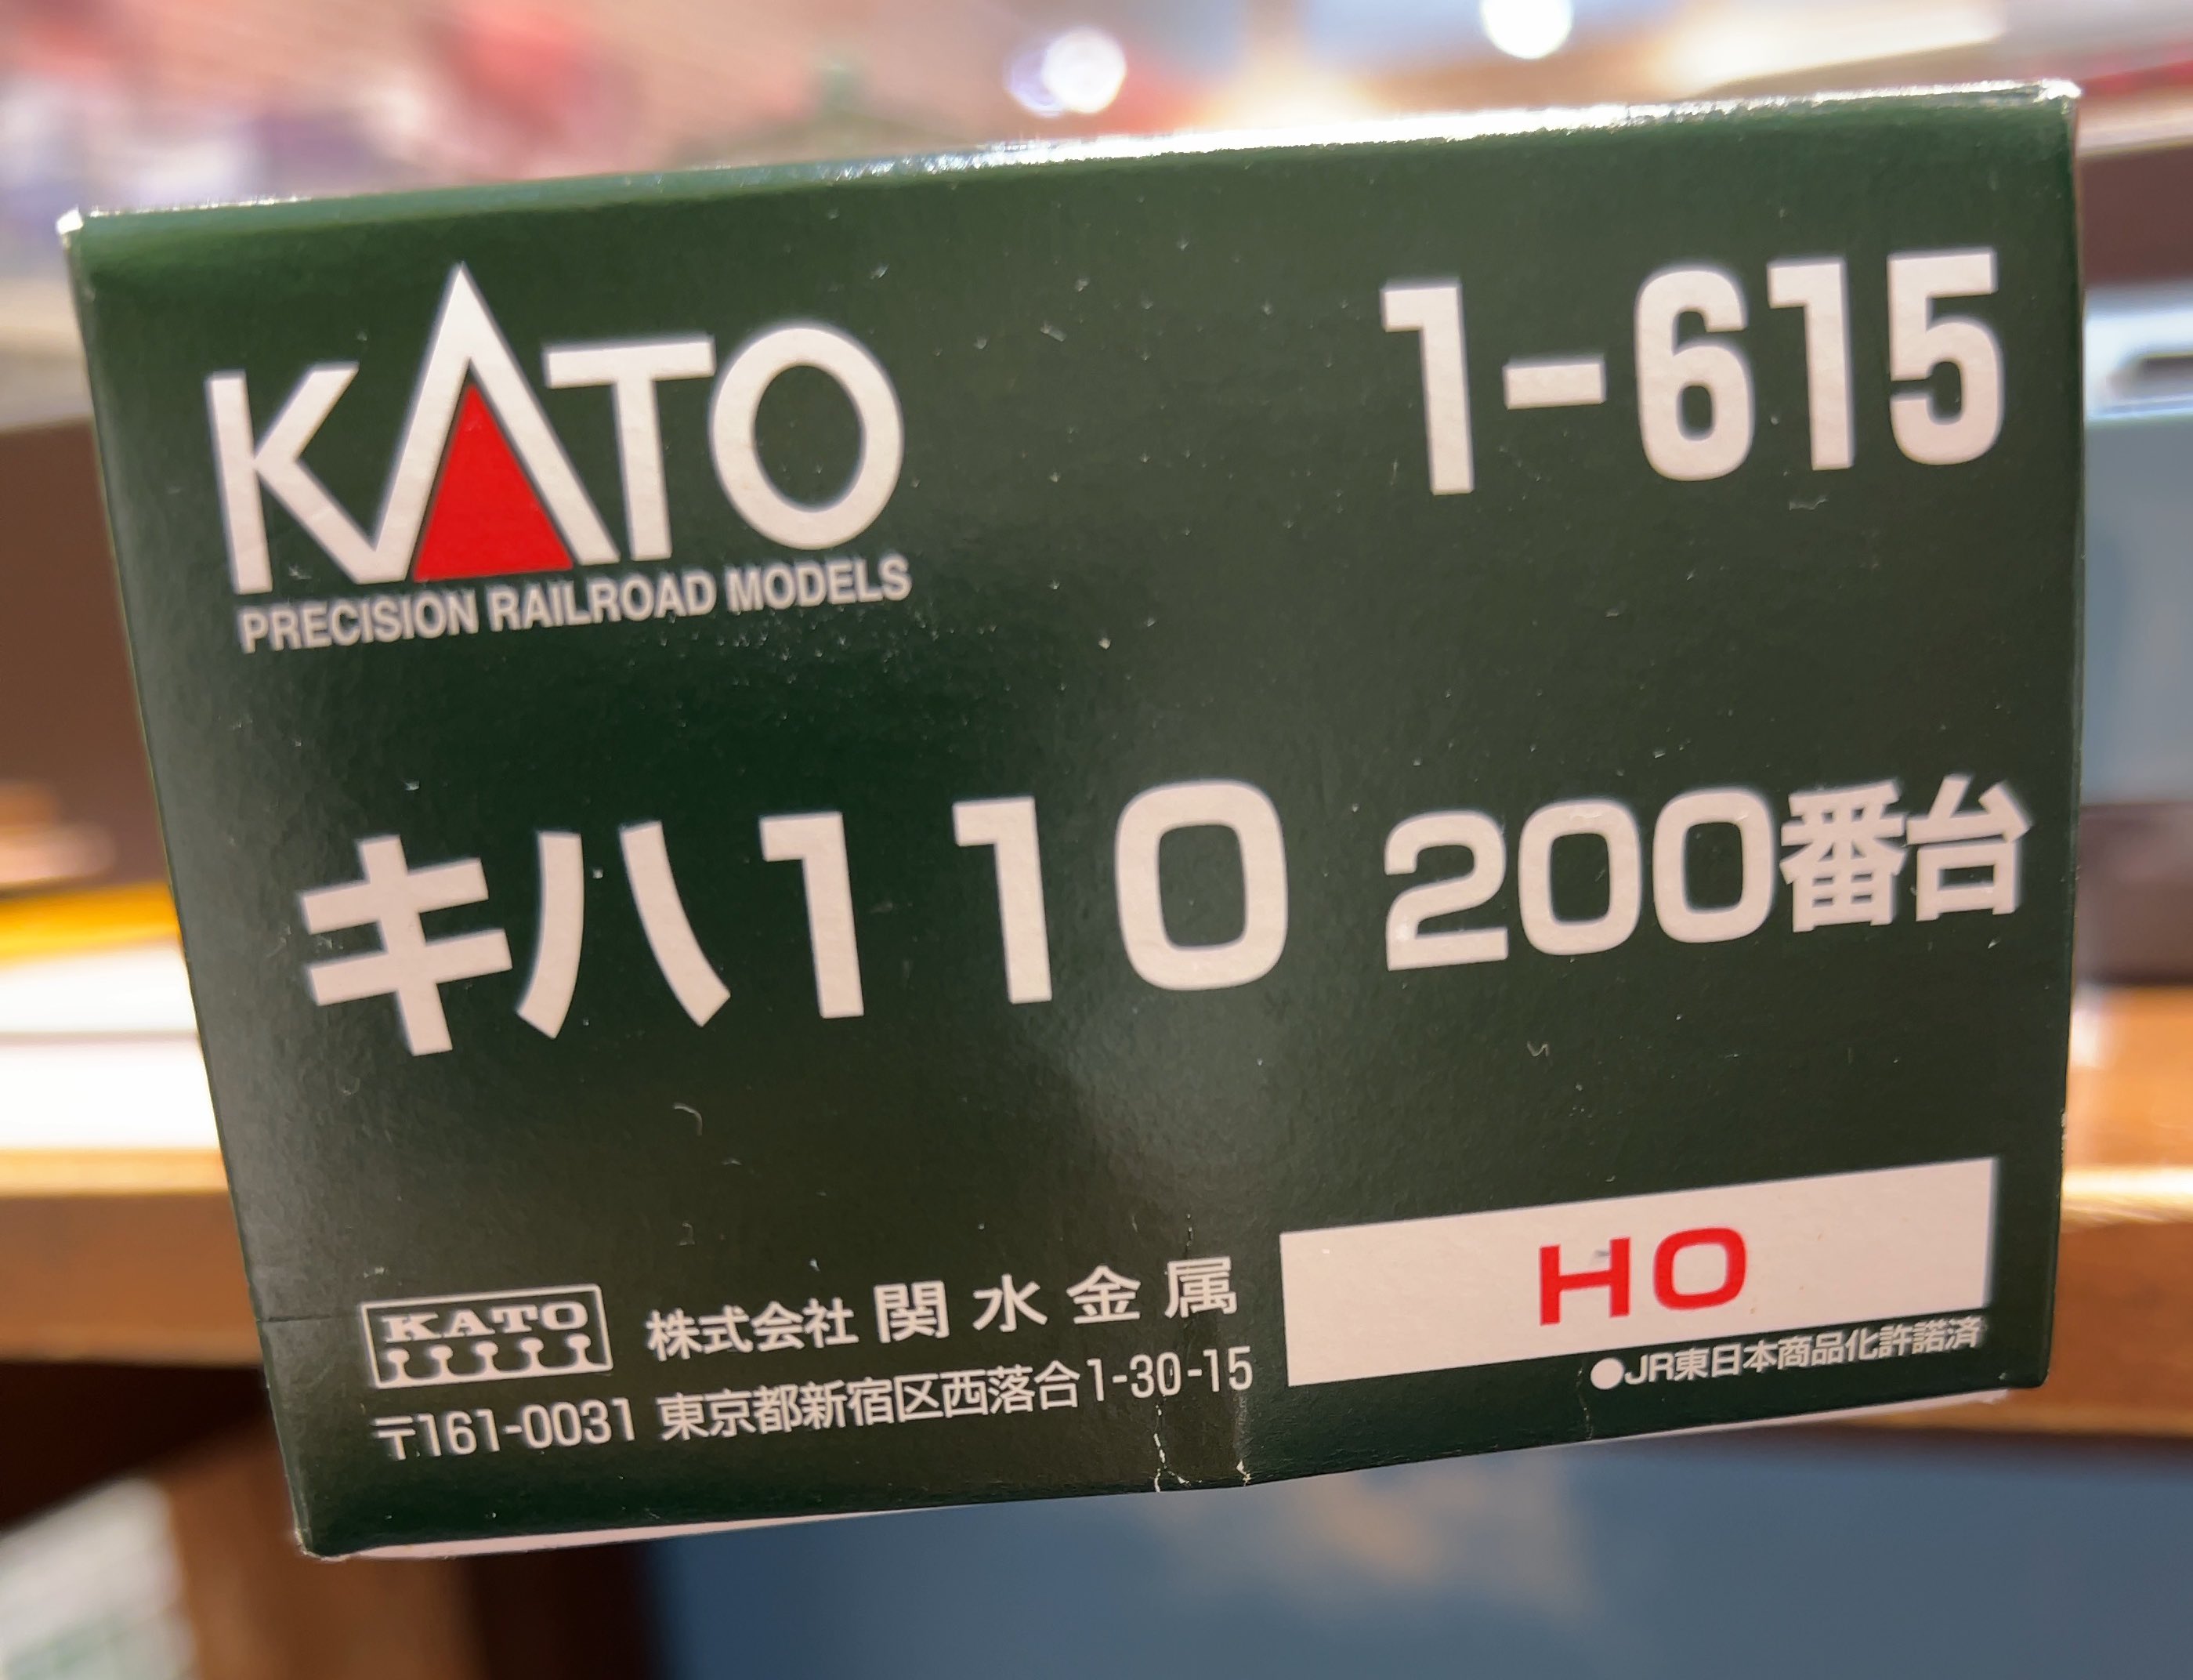 KATO
1-615
PRECISION RAILROAD MODELS
キハ110 200番台
HO
KATO
株式会社 関水金属
〒161-0031 東京都新宿区西落合1-30-15
●JR東日本商品化許諾済